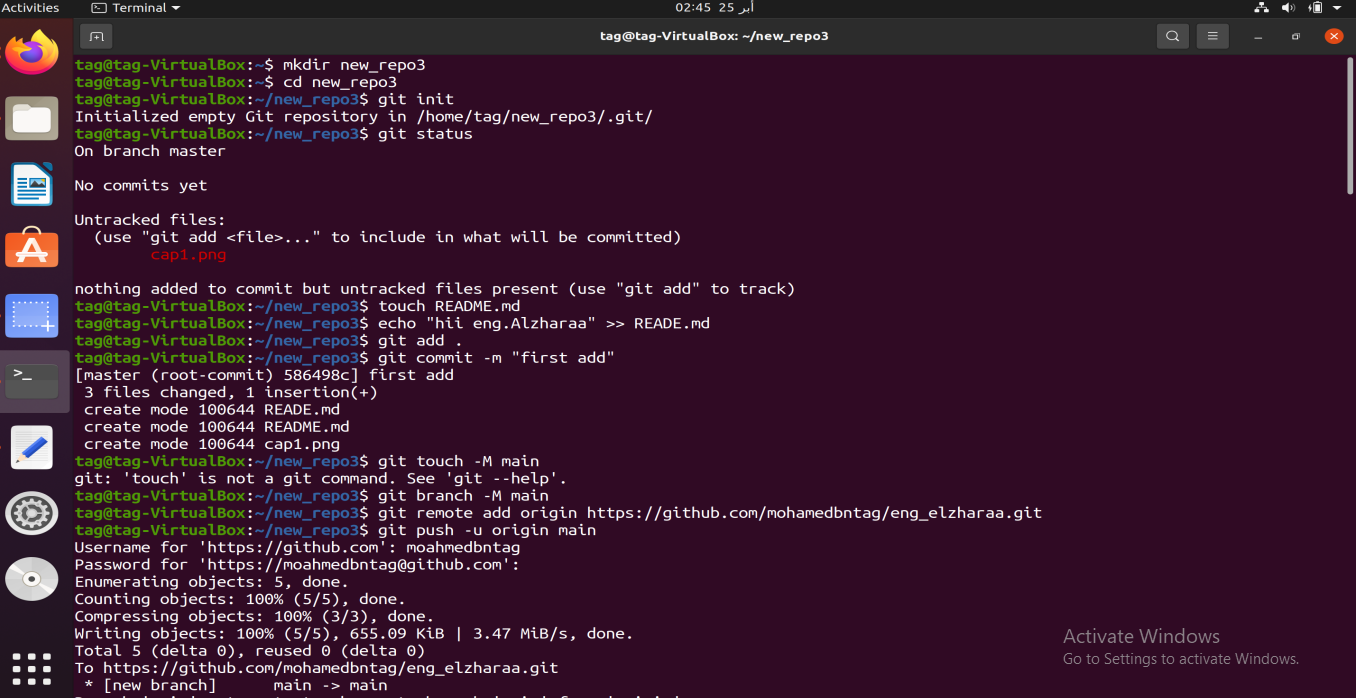 Activities
Terminal
02:45 25 أبر
tag@tag-VirtualBox: ~/new_repo3
tag@tag-VirtualBox:~$ mkdir new_repo3
tag@tag-VirtualBox:~$ cd new_repo3
tag@tag-VirtualBox:~/new_repo3$ git init
Initialized empty Git repository in /home/tag/new_repo3/.git/
tag@tag-VirtualBox:~/new_repo3$ git status
On branch master
No commits yet
Untracked files:
(use "git add <file>..." to include in what will be committed)
cap1.png
nothing added to commit but untracked files present (use "git add" to track)
tag@tag-VirtualBox:~/new_repo3$ touch README.md
tag@tag-VirtualBox:~/new_repo3$ echo "hii eng.Alzharaa" >> READE.md
tag@tag-VirtualBox:~/new_repo3$ git add .
tag@tag-VirtualBox:~/new_repo3$ git commit -m "first add"
[master (root-commit) 586498c] first add
3 files changed, 1 insertion(+)
create mode 100644 READE.md
create mode 100644 README.md
create mode 100644 cap1.png
tag@tag-VirtualBox:~/new_repo3$ git touch -M main
git: 'touch' is not a git command. See 'git --help'.
tag@tag-VirtualBox:~/new_repo3$ git branch -M main
tag@tag-VirtualBox:~/new_repo3$ git remote add origin https://github.com/mohamedbntag/eng_elzharaa.git
tag@tag-VirtualBox:~/new_repo3$ git push -u origin main
Username for 'https://github.com': moahmedbntag
Password for 'https://moahmedbntag@github.com':
Enumerating objects: 5, done.
Counting objects: 100% (5/5), done.
Compressing objects: 100% (3/3), done.
Writing objects: 100% (5/5), 655.09 KiB | 3.47 MiB/s, done.
Total 5 (delta 0), reused 0 (delta 0)
To https://github.com/mohamedbntag/eng_elzharaa.git
* [new branch] main -> main
Activate Windows
Go to Settings to activate Windows.